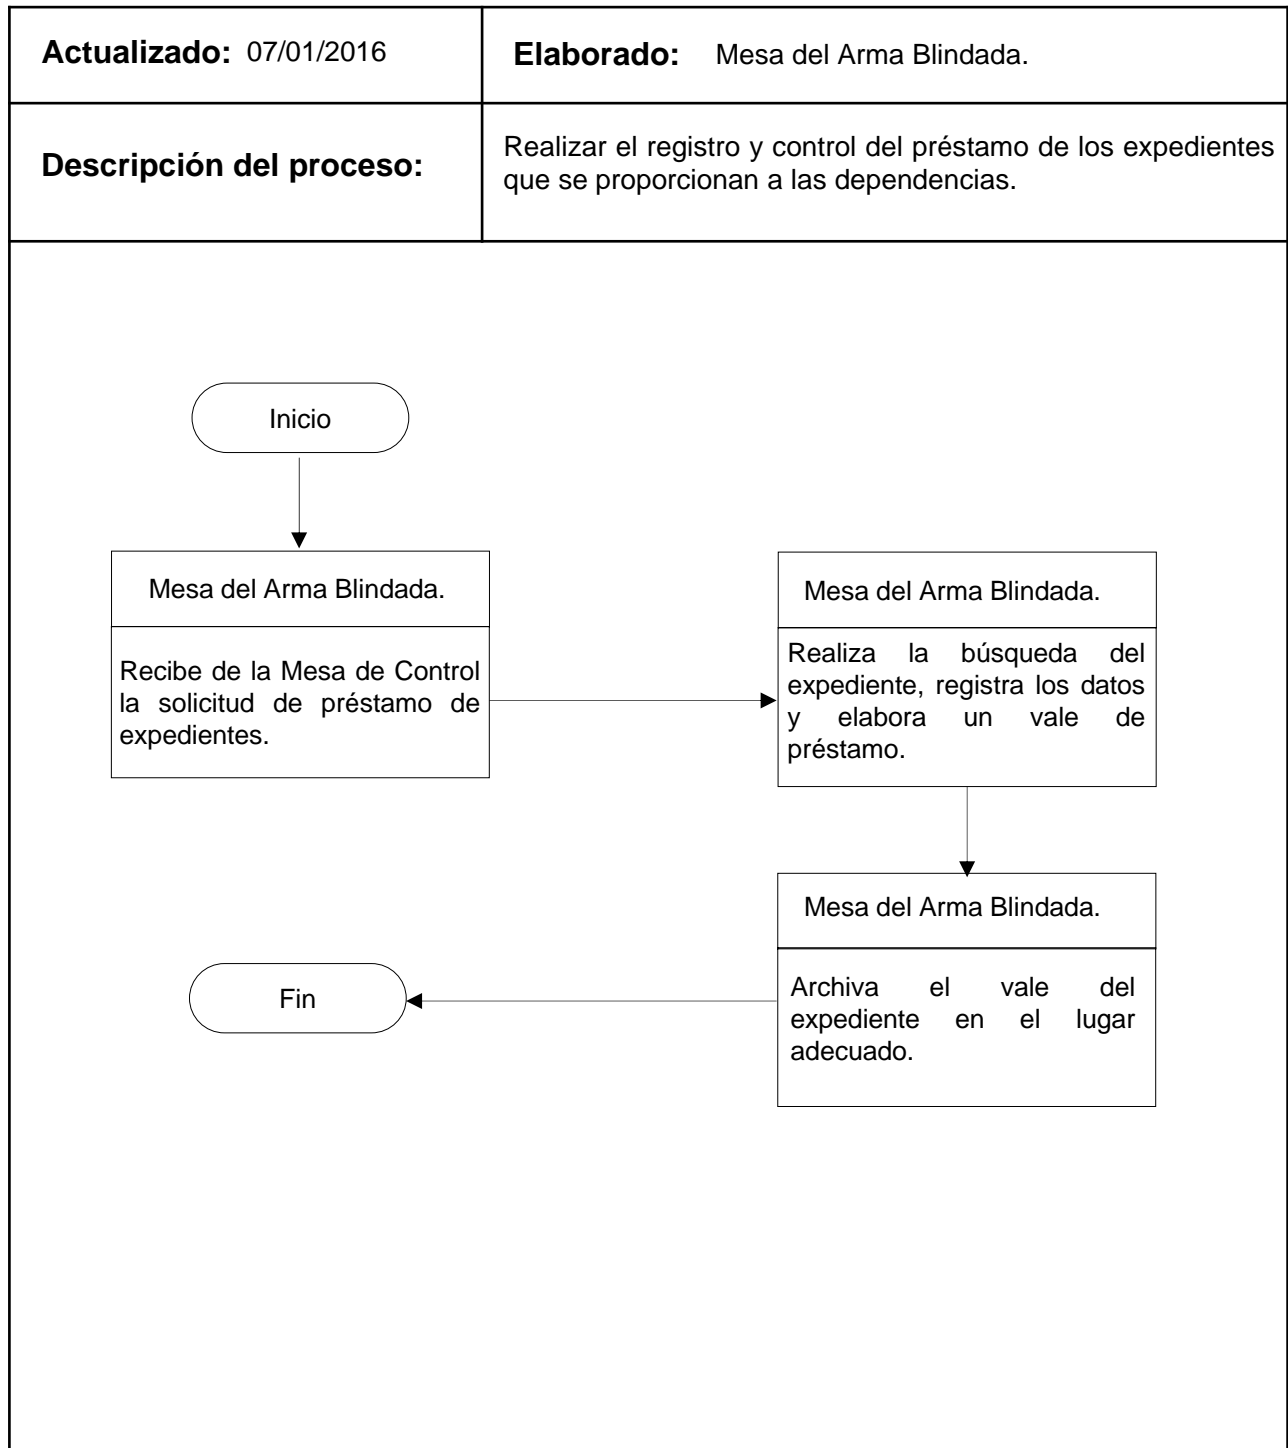 Actualizado: 07/01/2016
Elaborado: Mesa del Arma Blindada.
Descripción del proceso:
Realizar el registro y control del préstamo de los expedientes
que se proporcionan a las dependencias.
Inicio
Mesa del Arma Blindada.
Recibe de la Mesa de Control
la solicitud de préstamo de
expedientes.
Mesa del Arma Blindada.
Realiza la búsqueda del
expediente, registra los datos
y elabora un vale de
préstamo.
Mesa del Arma Blindada.
Archiva el vale del
expediente en el lugar
adecuado.
Fin